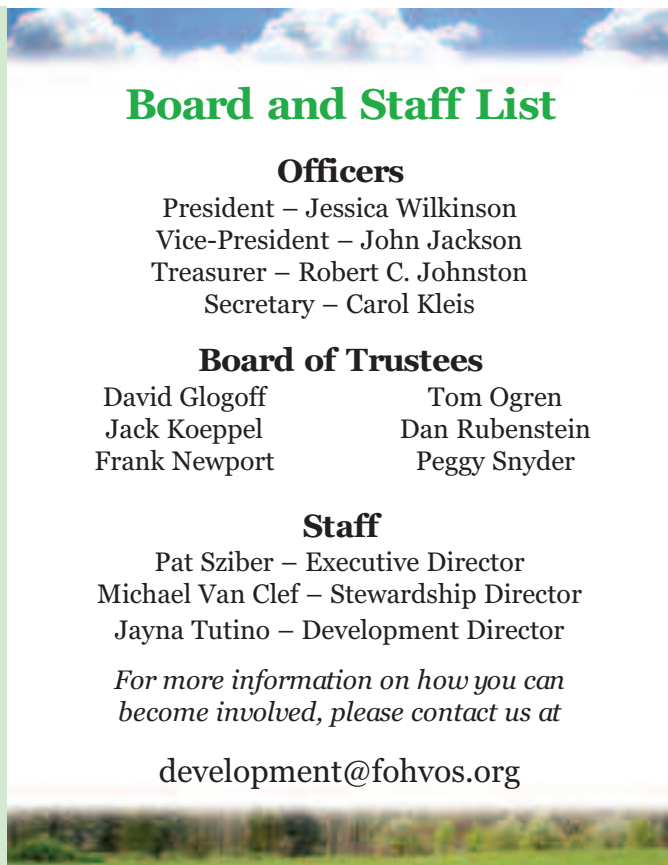 Board and Staff List
Officers
President – Jessica Wilkinson
Vice-President – John Jackson
Treasurer – Robert C. Johnston
Secretary – Carol Kleis
Board of Trustees
David Glogoff
Jack Koeppel
Frank Newport
Tom Ogren
Dan Rubenstein
Peggy Snyder
Staff
Pat Sziber – Executive Director
Michael Van Clef – Stewardship Director
Jayna Tutino – Development Director
For more information on how you can
become involved, please contact us at
development@fohvos.org